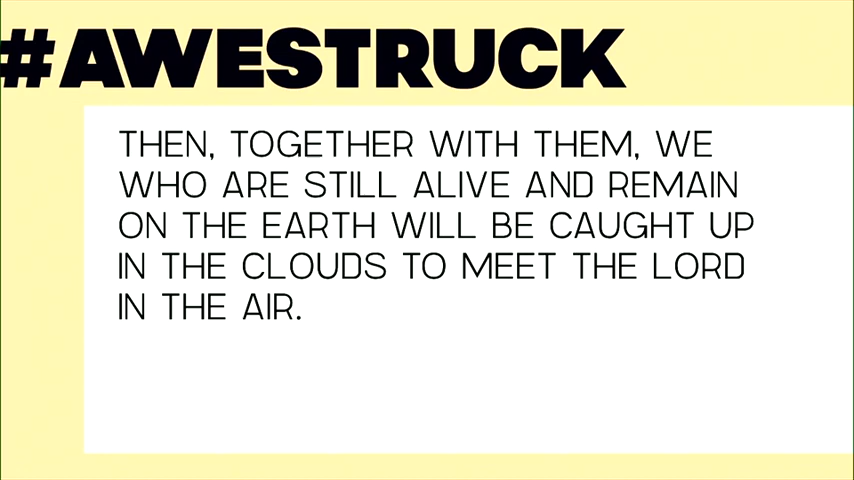 #AWESTRUCK
THEN, TOGETHER WITH THEM, WE
WHO ARE STILL ALIVE AND REMAIN
ON THE EARTH WILL BE CAUGHT UP
IN THE CLOUDS TO MEET THE LORD
IN THE AIR.